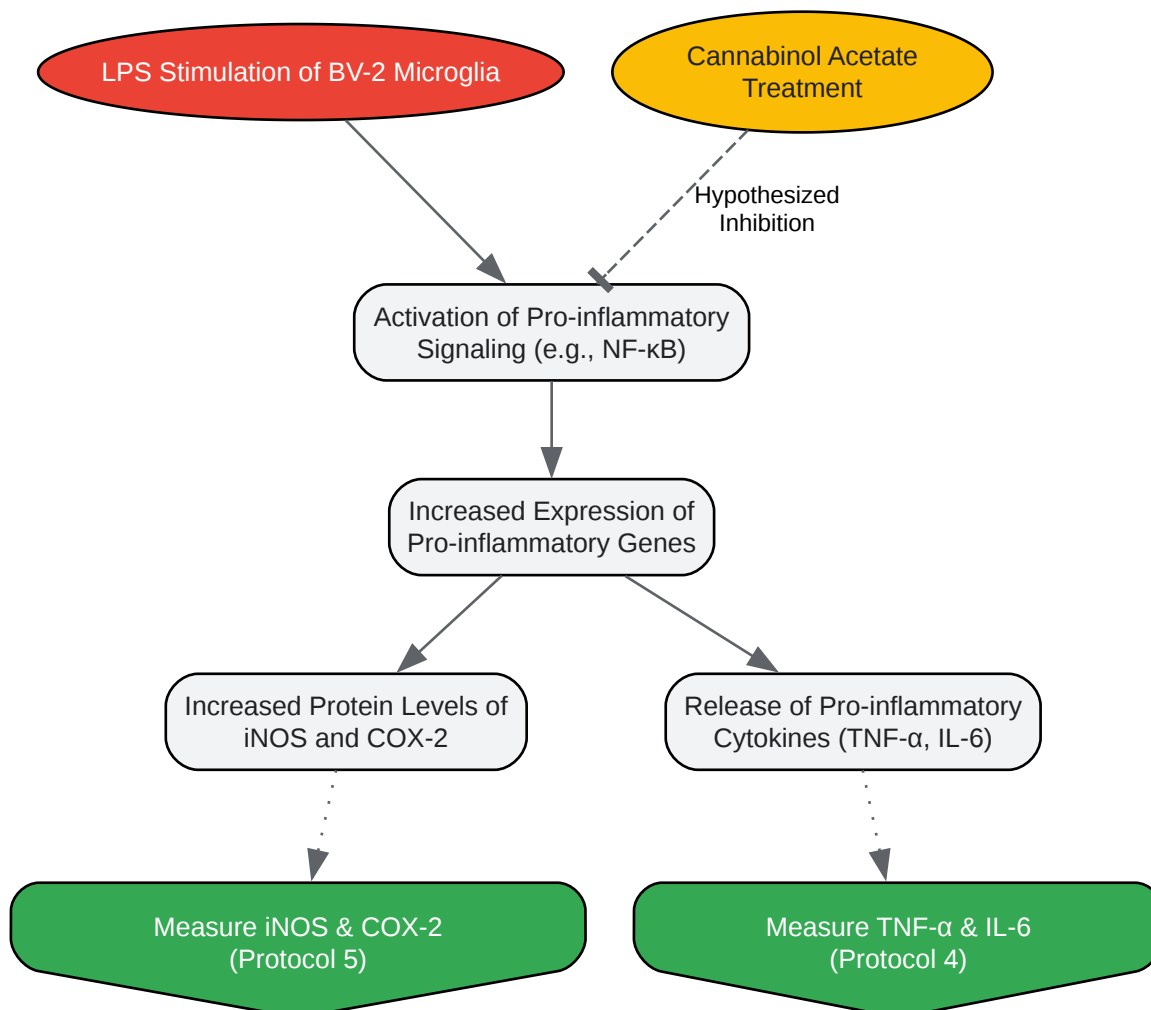 LPS Stimulation of BV-2 Microglia
Cannabinol Acetate
Treatment
Hypothesized
Inhibition
Activation of Pro-inflammatory
Signaling (e.g., NF-κB)
Increased Expression of
Pro-inflammatory Genes
Increased Protein Levels of
iNOS and COX-2
Release of Pro-inflammatory
Cytokines (TNF-α, IL-6)
Measure iNOS & COX-2
(Protocol 5)
Measure TNF-α & IL-6
(Protocol 4)